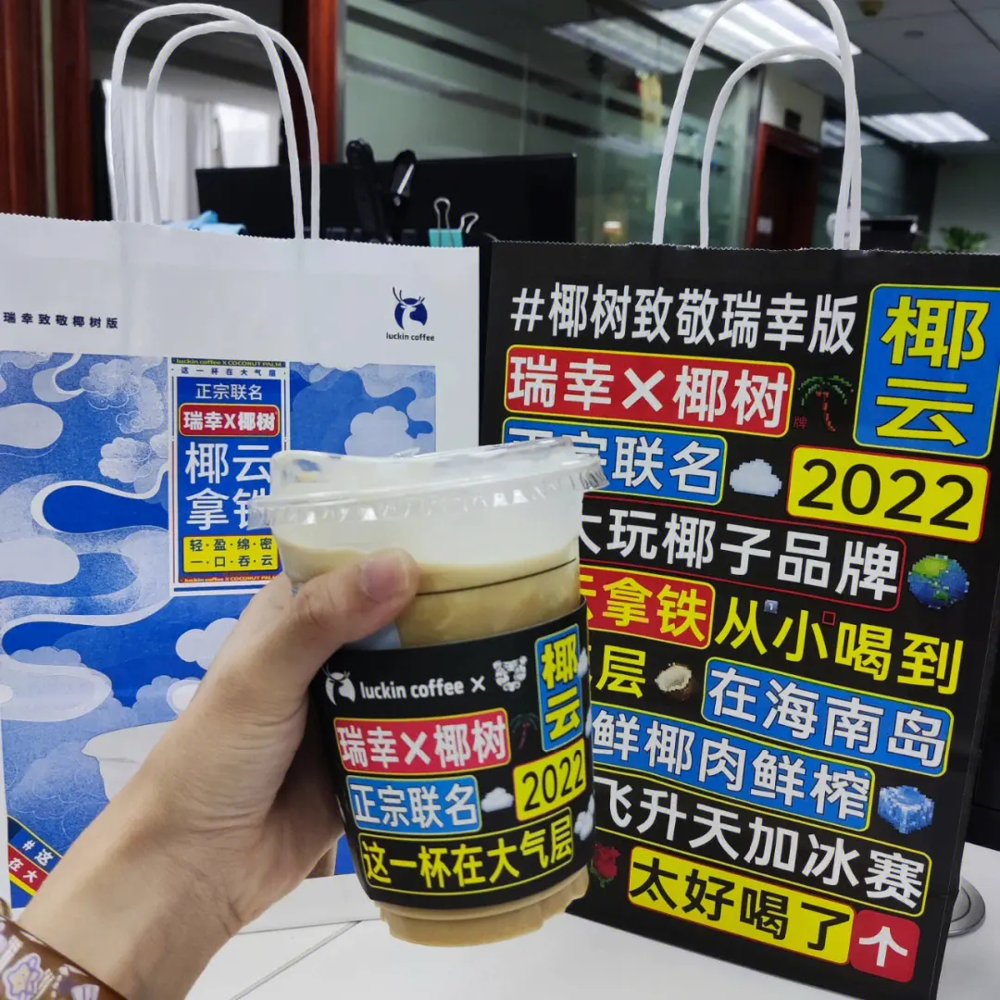 瑞幸致敬椰树版
luckin coffee
luckin coffee X COCONUT PALM
这一杯在大气层
正宗联名
瑞幸X椰树
椰云
拿铁
轻·盈·绵·密
一·口·吞·云
luckin coffee X COCONUT PALM
#这
在大
#椰树致敬瑞幸版
椰云
瑞幸X椰树
牌
正宗联名
2022
大玩椰子品牌
云拿铁
从小喝到
层
在海南岛
鲜椰肉鲜榨
飞升天加冰赛
太好喝了
luckin coffee ×
椰云
瑞幸X椰树
正宗联名
2022
这一杯在大气层